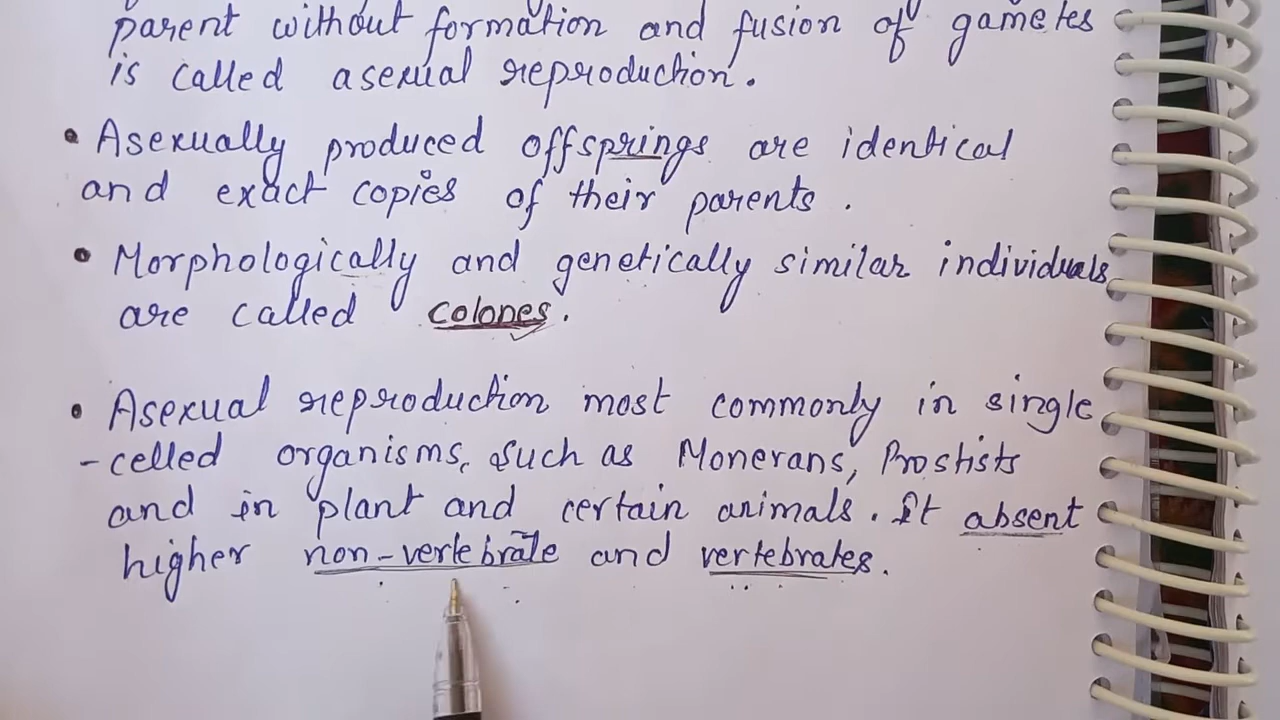 parent without formation and fusion of gametes
is called asexual reproduction.
• Asexually produced offsprings are identical
and exact copies of their parents.
• Morphologically and genetically similar individuals
are called colones.
• Asexual reproduction most commonly in single
-celled organisms, such as Monerans, Prostists
and in plant and certain animals. It absent
higher non-vertebrate and vertebrates.